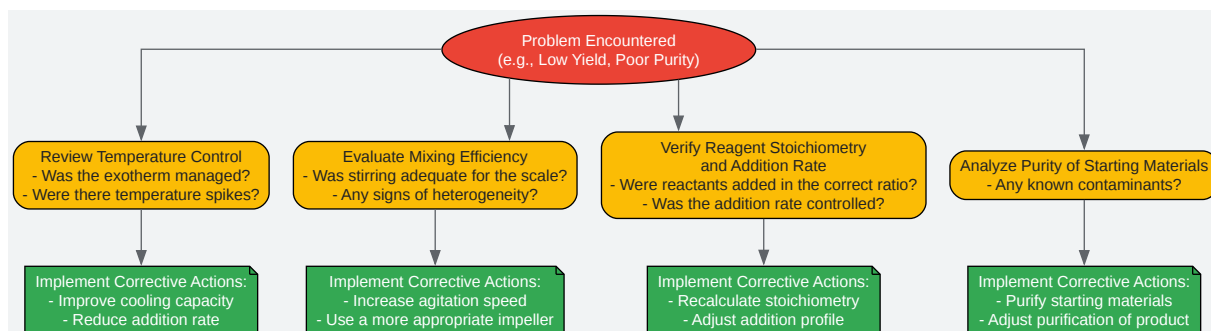 Problem Encountered
(e.g., Low Yield, Poor Purity)
Review Temperature Control
- Was the exotherm managed?
- Were there temperature spikes?
Evaluate Mixing Efficiency
- Was stirring adequate for the scale?
- Any signs of heterogeneity?
Verify Reagent Stoichiometry
and Addition Rate
- Were reactants added in the correct ratio?
- Was the addition rate controlled?
Analyze Purity of Starting Materials
- Any known contaminants?
Implement Corrective Actions:
- Improve cooling capacity
- Reduce addition rate
Implement Corrective Actions:
- Increase agitation speed
- Use a more appropriate impeller
Implement Corrective Actions:
- Recalculate stoichiometry
- Adjust addition profile
Implement Corrective Actions:
- Purify starting materials
- Adjust purification of product